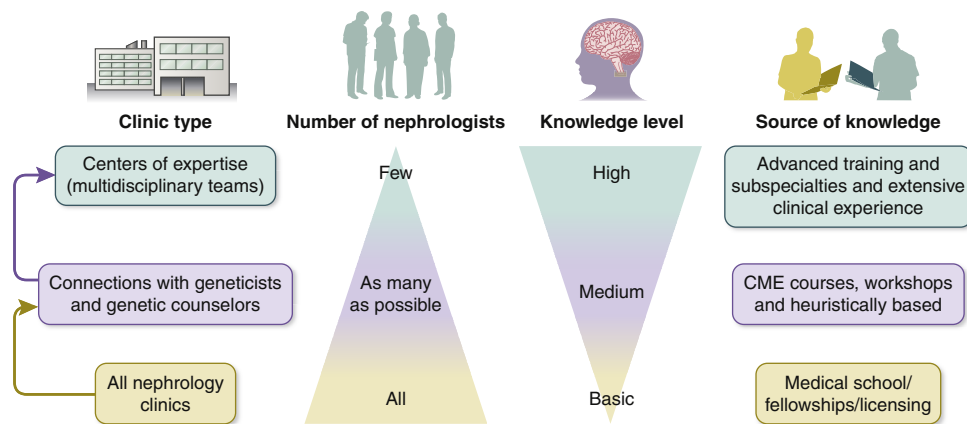 Clinic type
Number of nephrologists
Knowledge level
Source of knowledge
Centers of expertise
(multidisciplinary teams)
Few
High
Advanced training and
subspecialties and extensive
clinical experience
Connections with geneticists
and genetic counselors
As many
as possible
Medium
CME courses, workshops
and heuristically based
All nephrology
clinics
All
Basic
Medical school/
fellowships/licensing